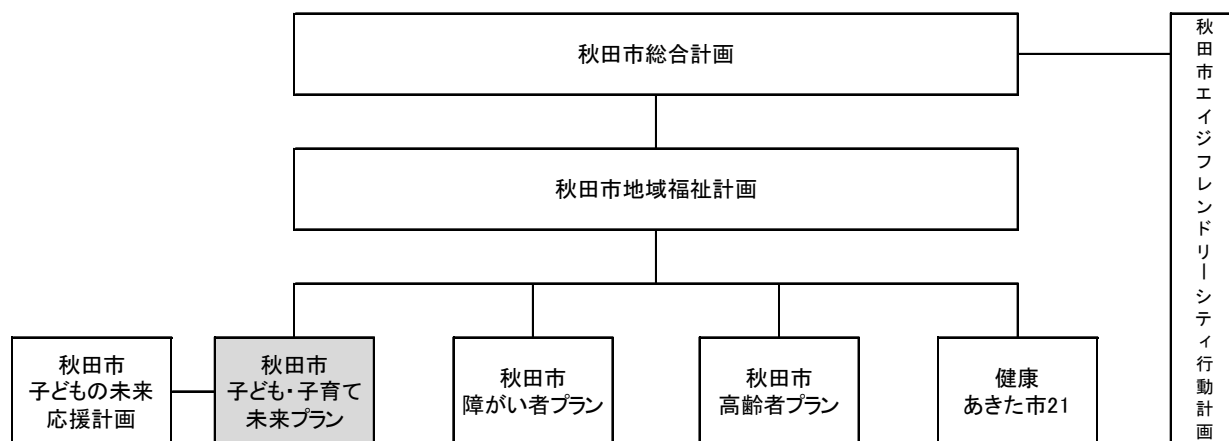 秋田市総合計画
秋田市エイジフレンドリーシティ行動計画
秋田市地域福祉計画
秋田市
子どもの未来
応援計画
秋田市
子ども・子育て
未来プラン
秋田市
障がい者プラン
秋田市
高齢者プラン
健康
あきた市21